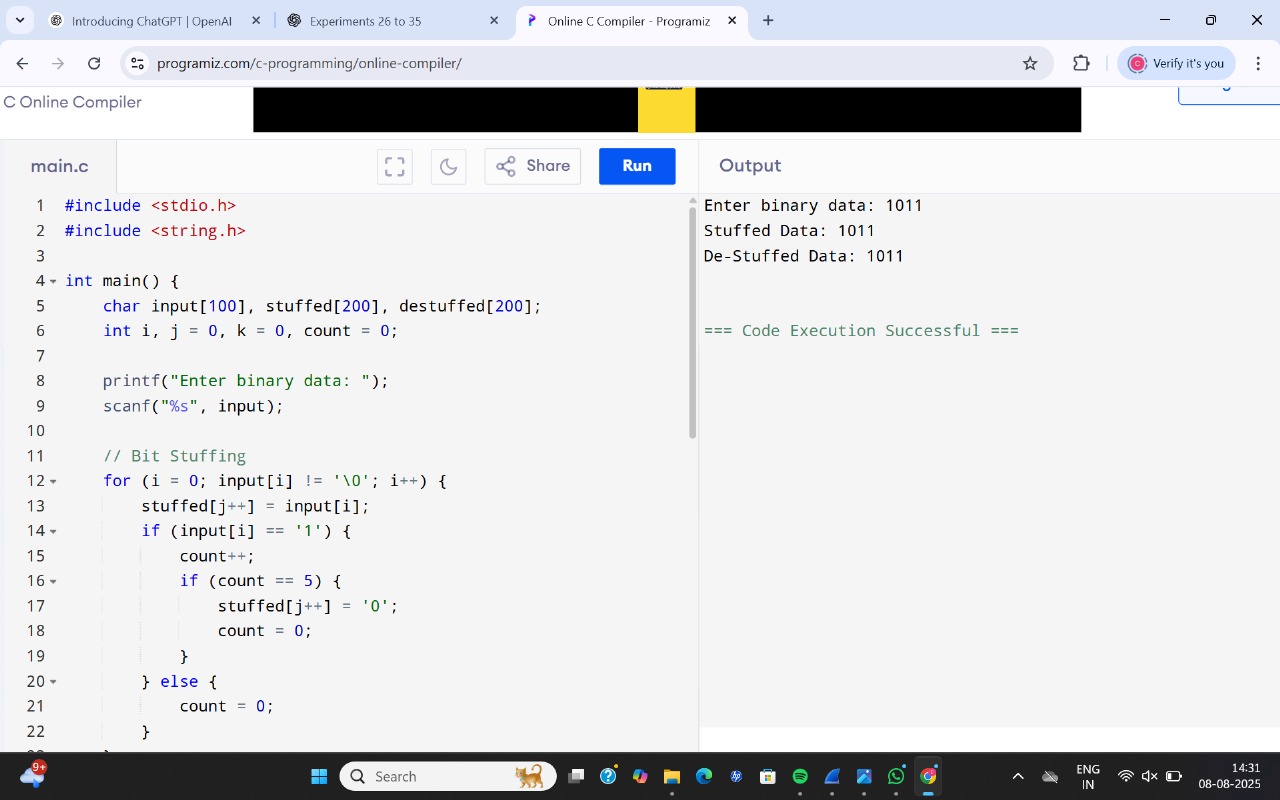 Introducing ChatGPT | OpenAI
Experiments 26 to 35
Online C Compiler - Programiz
programiz.com/c-programming/online-compiler/
Verify it's you
C Online Compiler
main.c
Share
Run
Output
1 #include <stdio.h>
2 #include <string.h>
3
4 int main() {
5 char input[100], stuffed[200], destuffed[200];
6 int i, j = 0, k = 0, count = 0;
7
8 printf("Enter binary data: ");
9 scanf("%s", input);
10
11 // Bit Stuffing
12 for (i = 0; input[i] != '\0'; i++) {
13 stuffed[j++] = input[i];
14 if (input[i] == '1') {
15 count++;
16 if (count == 5) {
17 stuffed[j++] = '0';
18 count = 0;
19 }
20 } else {
21 count = 0;
22 }
Enter binary data: 1011
Stuffed Data: 1011
De-Stuffed Data: 1011
=== Code Execution Successful ===
9+
Search
ENG
IN
14:31
08-08-2025